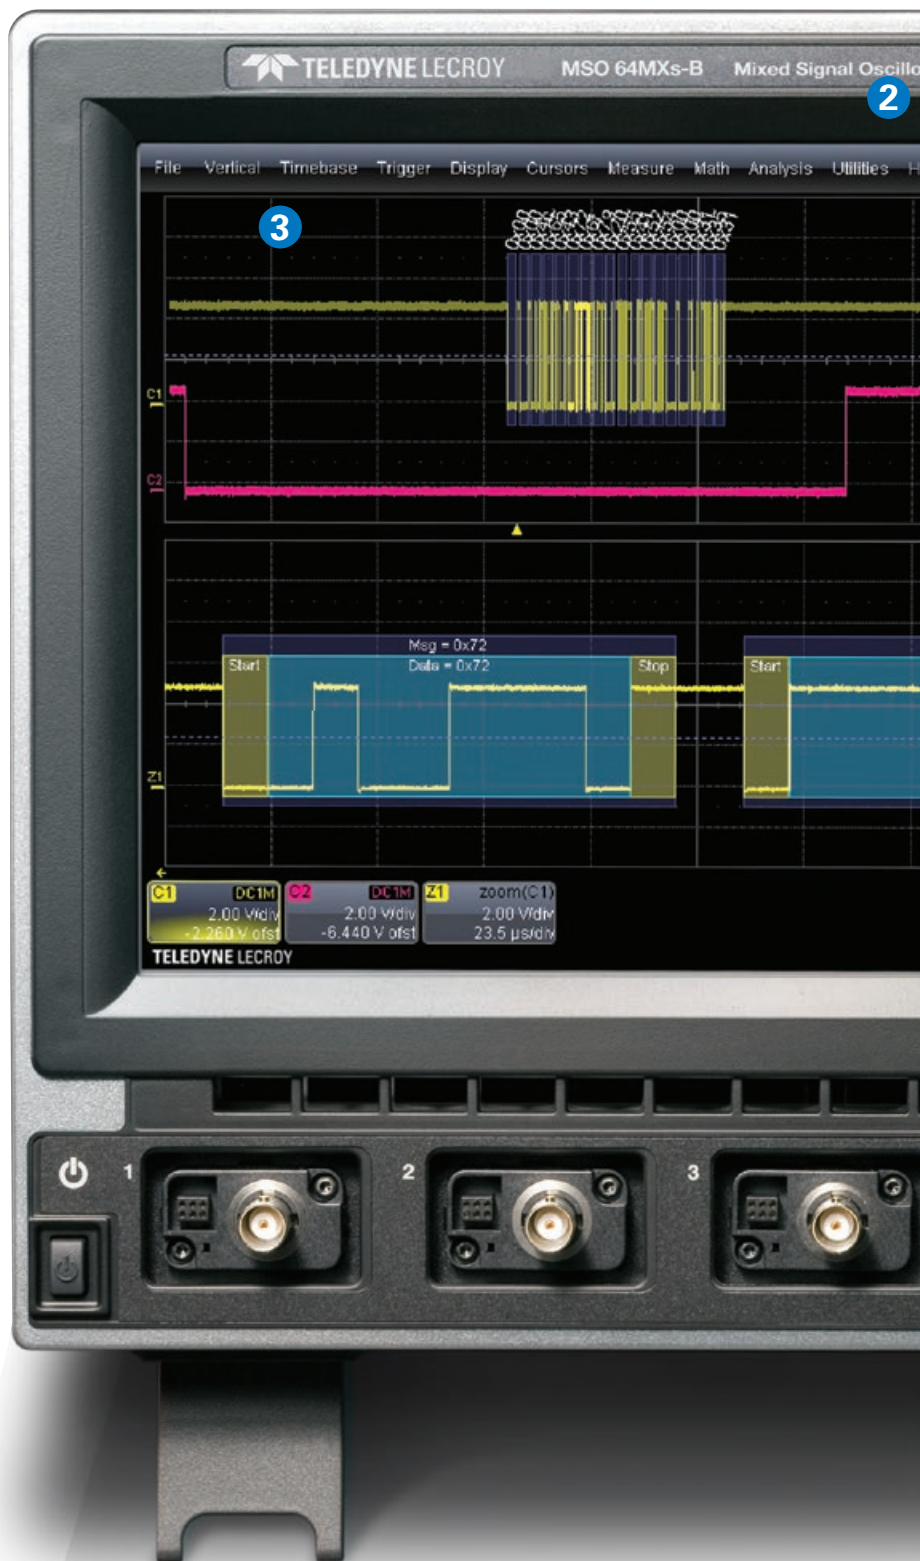 TELEDYNE LECROY MSO 64MXs-B Mixed Signal Oscillo
2
File Vertical Timebase Trigger Display Cursors Measure Math Analysis Utilities H
3
C1
C2
Msg = 0x72
Start Data = 0x72 Stop Start
Z1
C1 DC1M C2 DC1M Z1 zoom(C1)
2.00 V/div 2.00 V/div 2.00 V/div
-2.260 V ofst -6.440 V ofst 23.5 µs/div
TELEDYNE LECROY
1 2 3